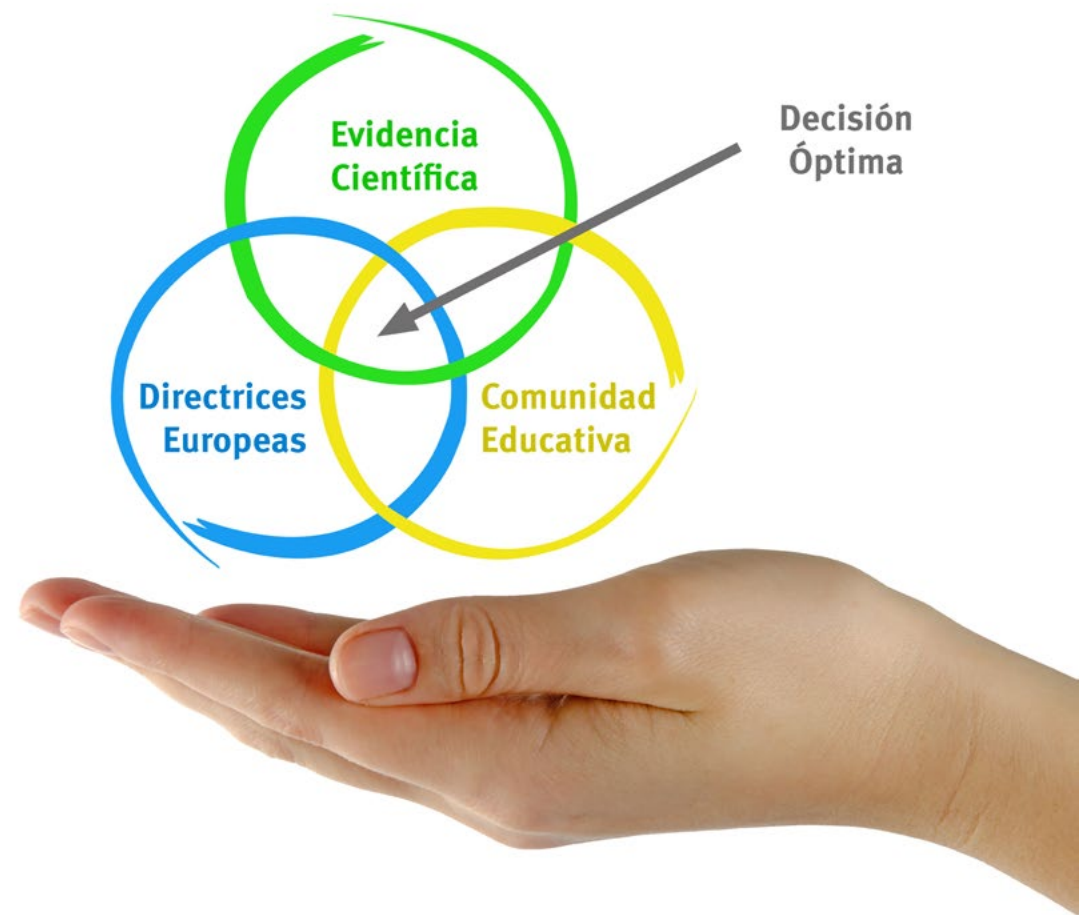 Evidencia
Científica
Decisión
Óptima
Directrices
Europeas
Comunidad
Educativa